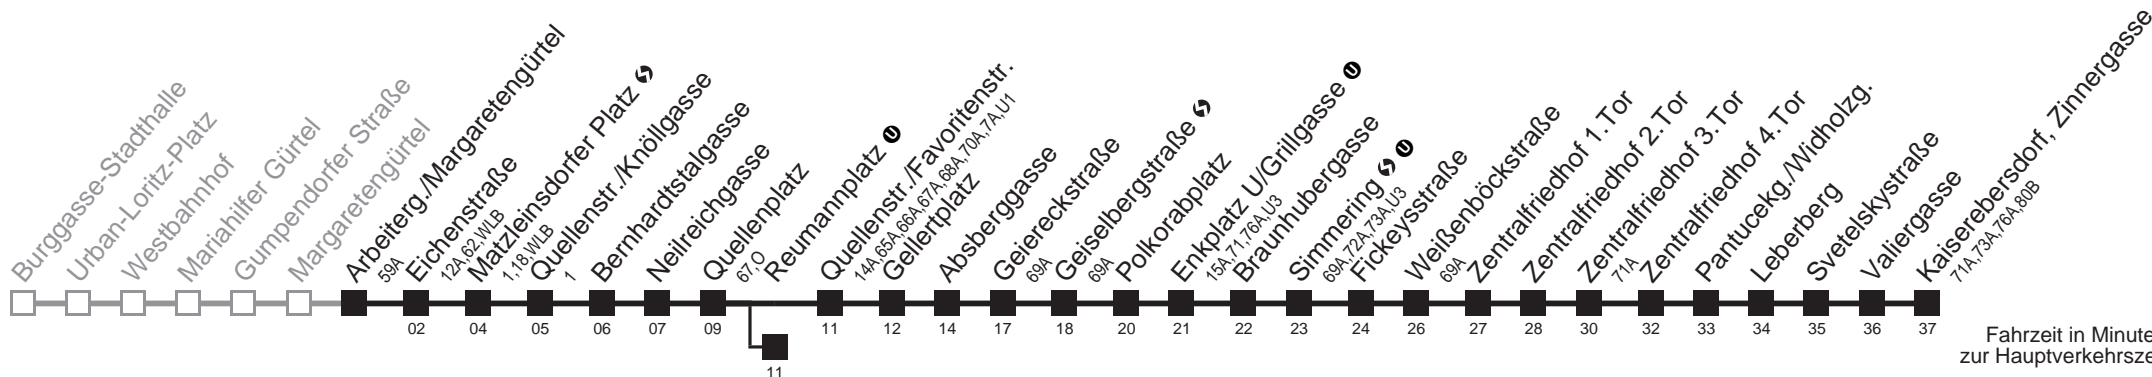 Burggasse-Stadthalle
Urban-Loritz-Platz
Westbahnhof
Mariahilfer Gürtel
Gumpendorfer Straße
Margaretengürtel
Arbeiterg./Margaretengürtel
59A
Eichenstraße
12A,62,WLB
Matzleinsdorfer Platz
1,18,WLB
Quellenstr./Knöllgasse
1
Bernhardtstalgasse
Neilreichgasse
Quellenplatz
67,O
Reumannplatz U
Quellenstr./Favoritenstr.
14A,65A,66A,67A,68A,70A,7A,U1
Gellertplatz
Absberggasse
Geiereckstraße
69A
Geiselbergstraße
69A
Polkorabplatz
Enkplatz U/Grillgasse U
15A,71,76A,U3
Braunhubergasse
Simmering U
69A,72A,73A,U3
Fickeysstraße
Weißenböckstraße
69A
Zentralfriedhof 1.Tor
Zentralfriedhof 2.Tor
Zentralfriedhof 3.Tor
71A
Zentralfriedhof 4.Tor
Pantucekg./Widholzg.
Leberberg
Svetelskystraße
Valiergasse
Kaiserebersdorf, Zinnergasse
71A,73A,76A,80B
02 04 05 06 07 09 11 12 14 17 18 20 21 22 23 24 26 27 28 30 32 33 34 35 36 37
11
Fahrzeit in Minute
zur Hauptverkehrsze